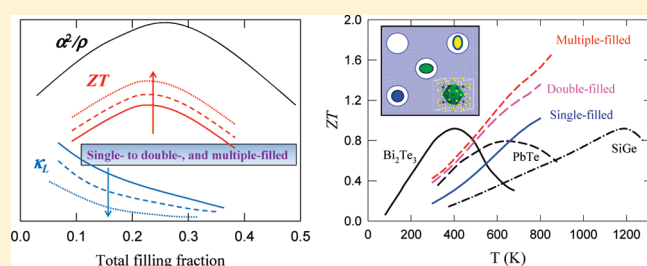 α²/ρ
ZT
Single- to double-, and multiple-filled
κL
0.0 0.1 0.2 0.3 0.4 0.5
Total filling fraction
2.0
1.6
1.2
0.8
0.4
0.0
ZT
Multiple-filled
Double-filled
Single-filled
Bi2Te3
PbTe
SiGe
0 200 400 600 800 1000 1200
T (K)